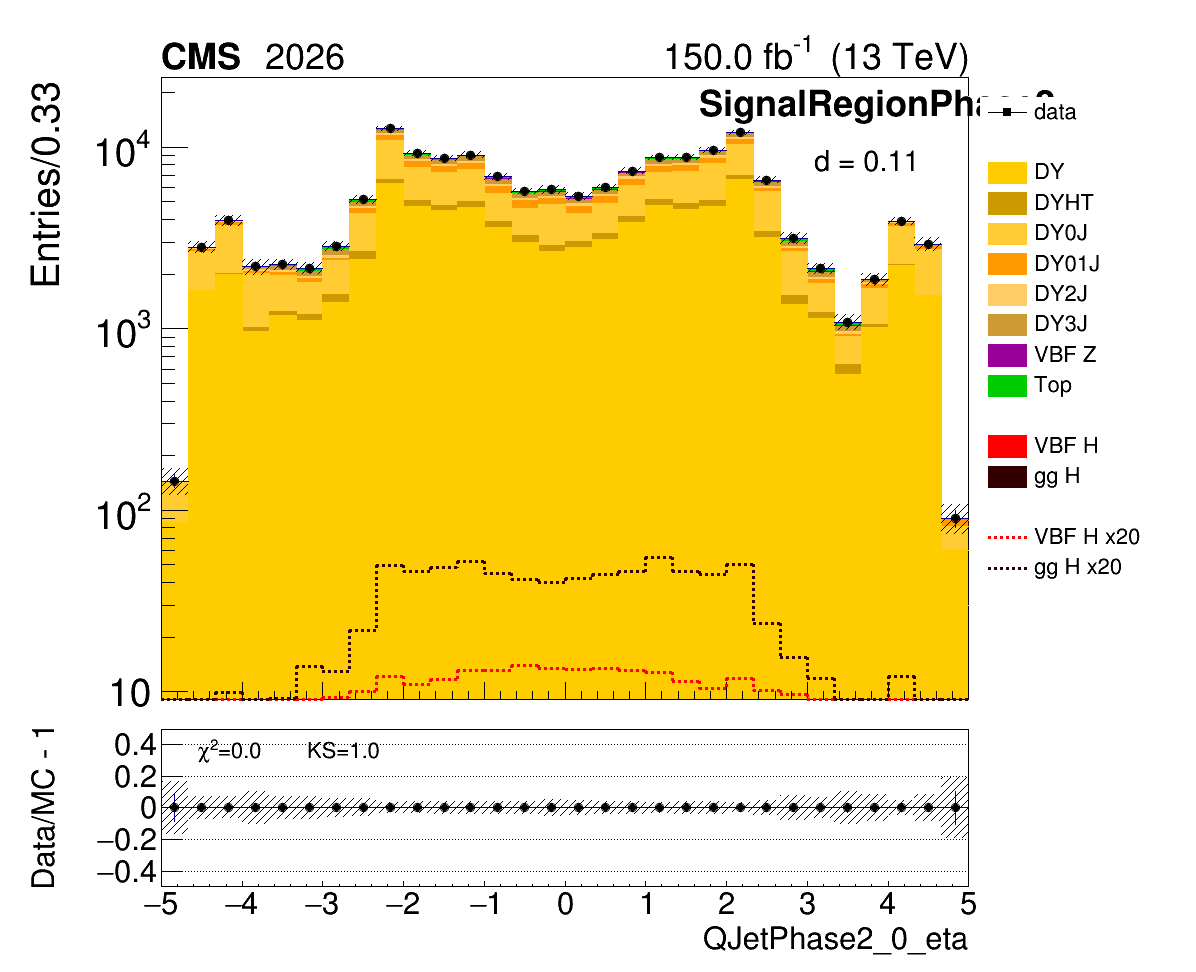 CMS 2026 150.0 fb-1 (13 TeV)
SignalRegionPhase2
d = 0.11
Entries/0.33
10^4
10^3
10^2
10
data
DY
DYHT
DY0J
DY01J
DY2J
DY3J
VBF Z
Top
VBF H
gg H
VBF H x20
gg H x20
Data/MC - 1
χ²=0.0 KS=1.0
0.4
0.2
0
−0.2
−0.4
−5 −4 −3 −2 −1 0 1 2 3 4 5
QJetPhase2_0_eta